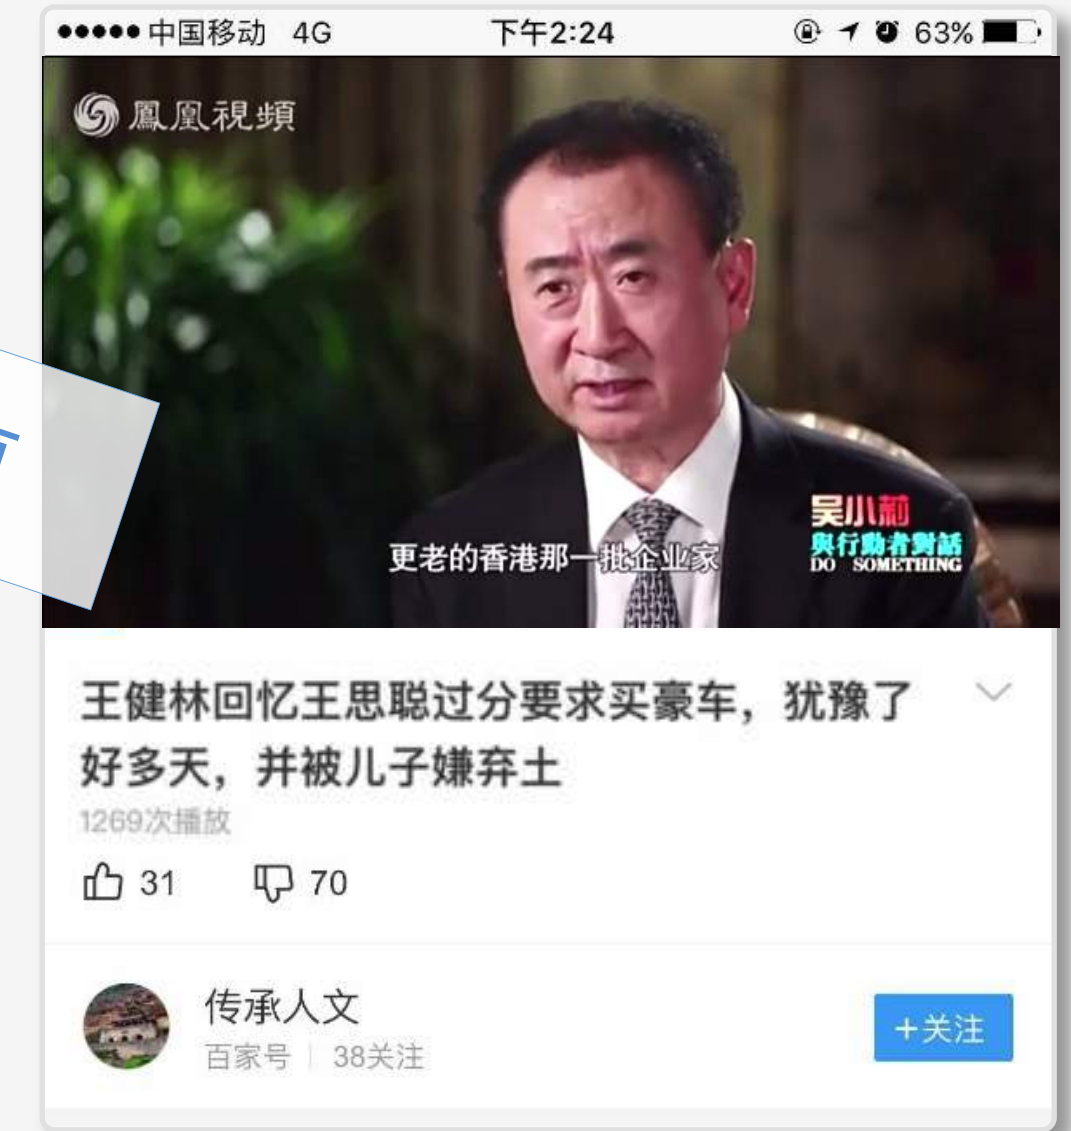 中国移动 4G 下午2:24 63%
鳳凰視頻
吴小莉
與行動者對話
DO SOMETHING
更老的香港那一批企业家
王健林回忆王思聪过分要求买豪车，犹豫了
好多天，并被儿子嫌弃土
1269次播放
31 70
传承人文
百家号 38关注
+关注